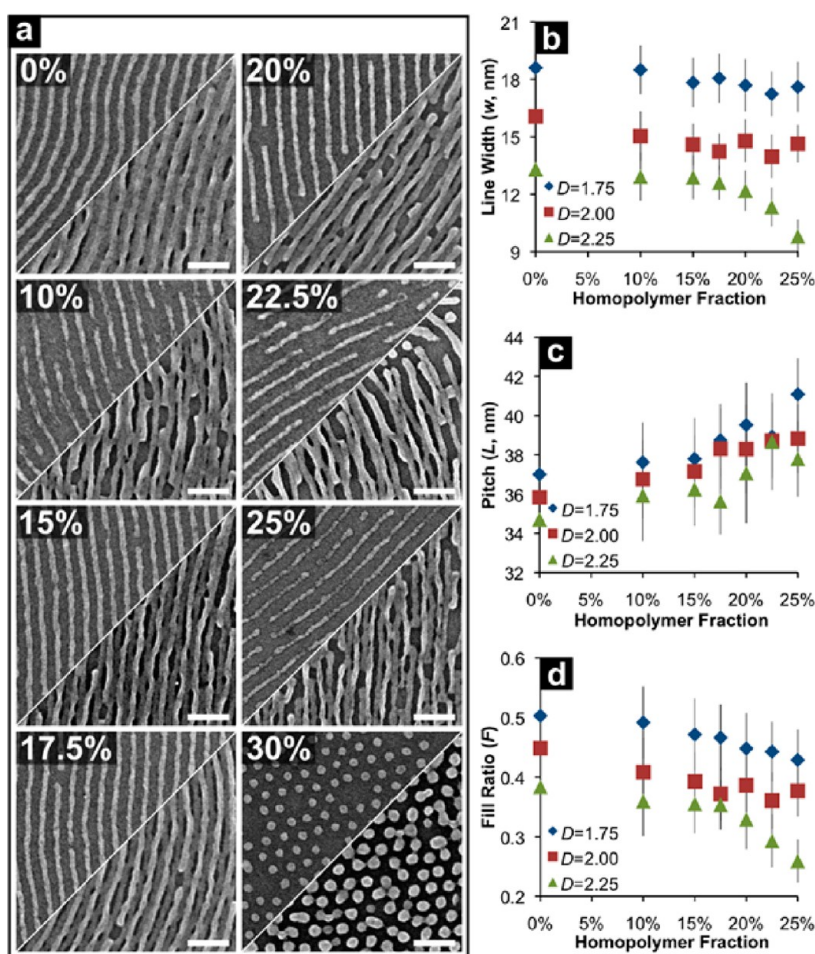 a
0%
20%
10%
22.5%
15%
25%
17.5%
30%
b
Line Width (w, nm)
21
18
15
12
9
D=1.75
D=2.00
D=2.25
0% 5% 10% 15% 20% 25%
Homopolymer Fraction
c
Pitch (L, nm)
44
42
40
38
36
34
32
D=1.75
D=2.00
D=2.25
0% 5% 10% 15% 20% 25%
Homopolymer Fraction
d
Fill Ratio (F)
0.6
0.5
0.4
0.3
0.2
D=1.75
D=2.00
D=2.25
0% 5% 10% 15% 20% 25%
Homopolymer Fraction